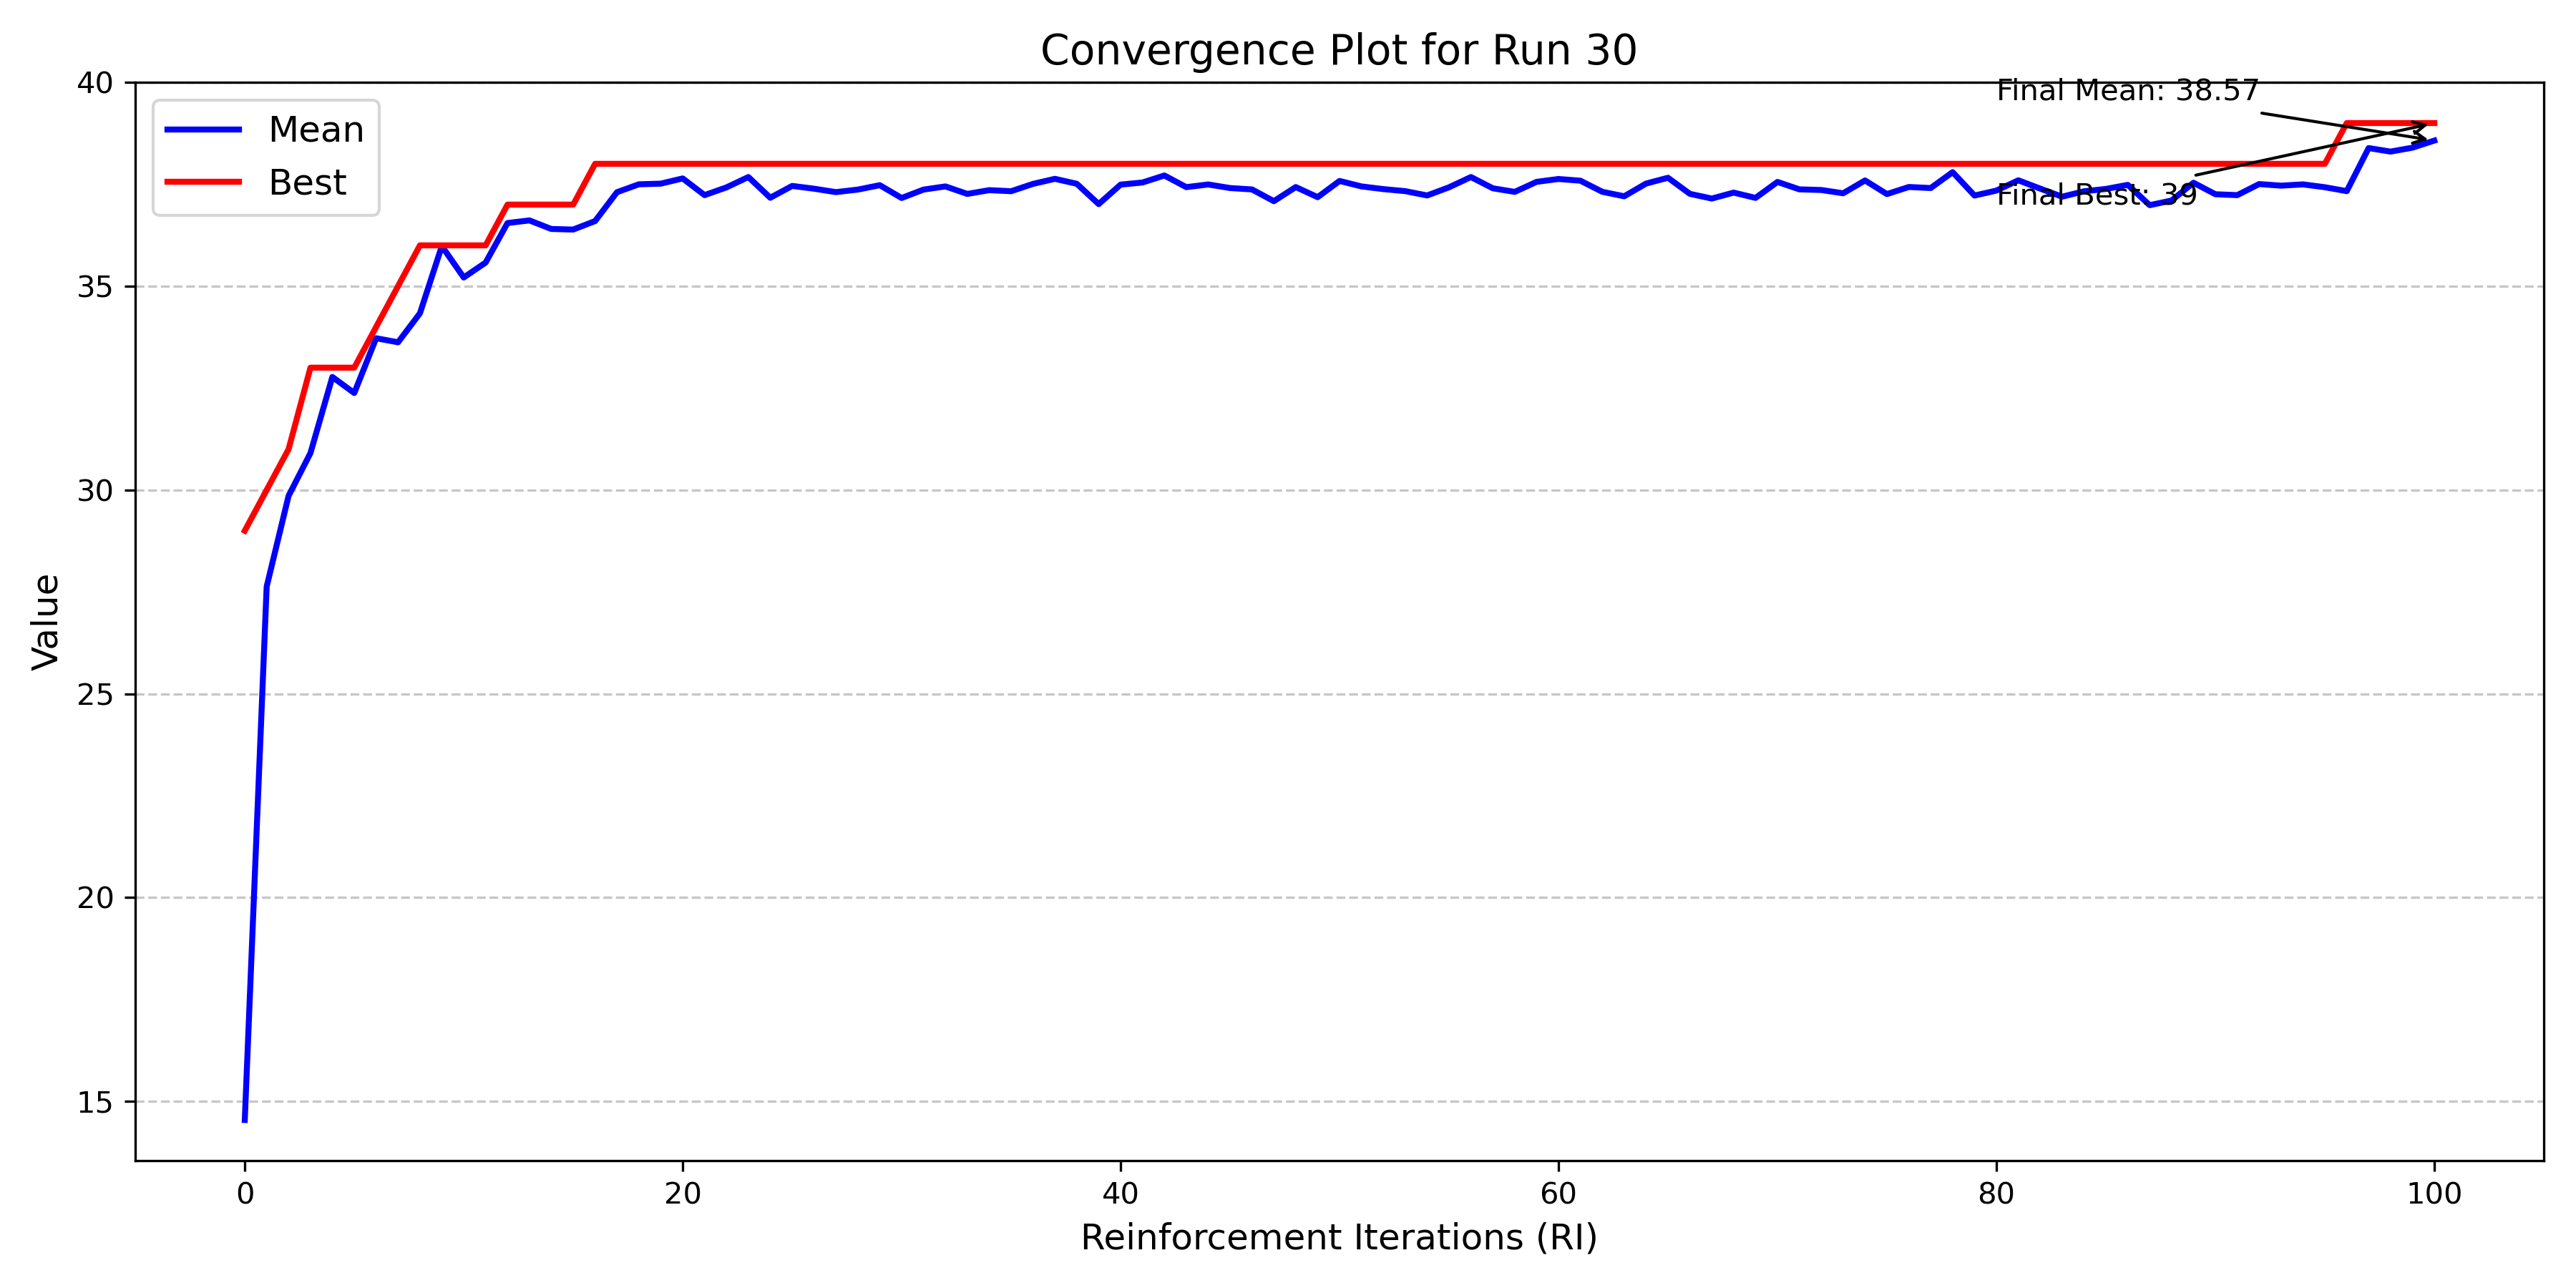 Convergence Plot for Run 30
Mean
Best
Final Mean: 38.57
Final Best: 39
Value
40
35
30
25
20
15
0 20 40 60 80 100
Reinforcement Iterations (RI)